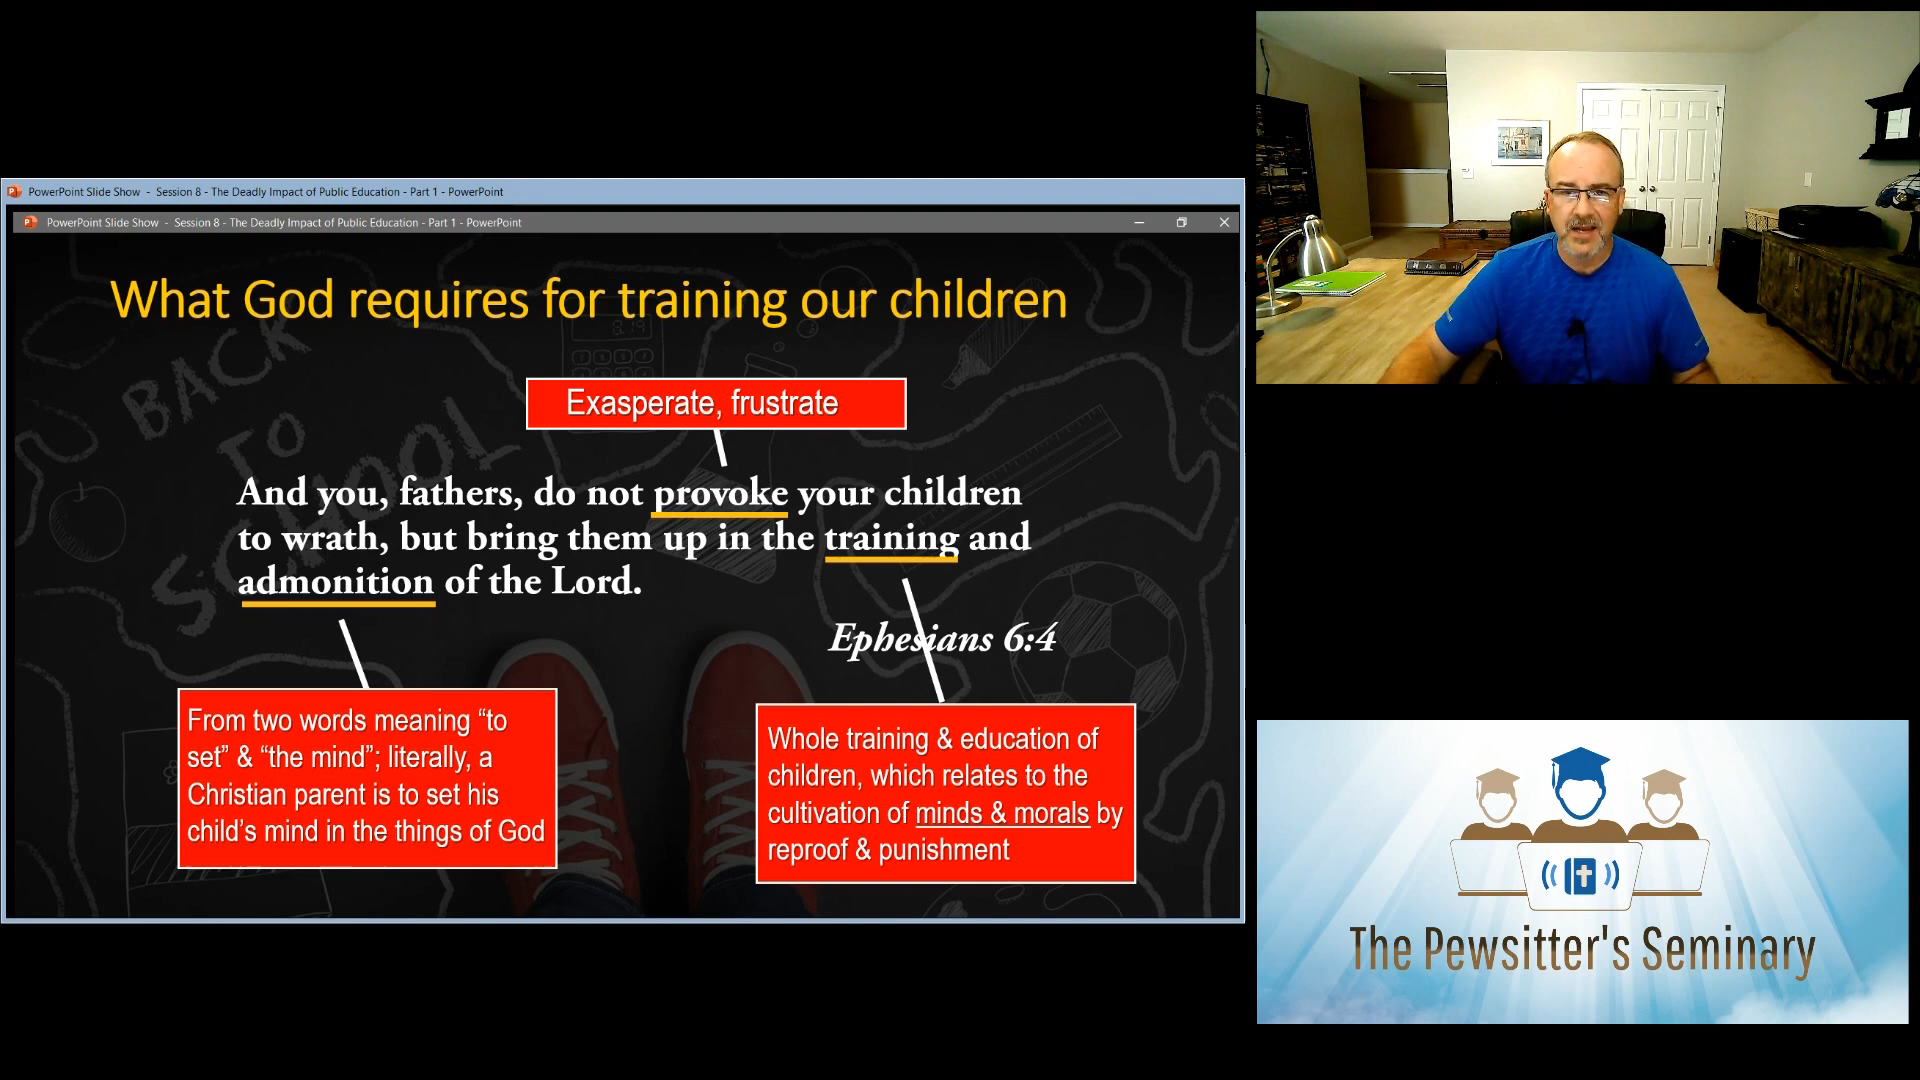 PowerPoint Slide Show - Session 8 - The Deadly Impact of Public Education - Part 1 - PowerPoint
PowerPoint Slide Show - Session 8 - The Deadly Impact of Public Education - Part 1 - PowerPoint
What God requires for training our children
BACK
TO
SCHOOL
Exasperate, frustrate
And you, fathers, do not provoke your children
to wrath, but bring them up in the training and
admonition of the Lord.
Ephesians 6:4
From two words meaning “to
set” & “the mind”; literally, a
Christian parent is to set his
child’s mind in the things of God
Whole training & education of
children, which relates to the
cultivation of minds & morals by
reproof & punishment
The Pewsitter's Seminary